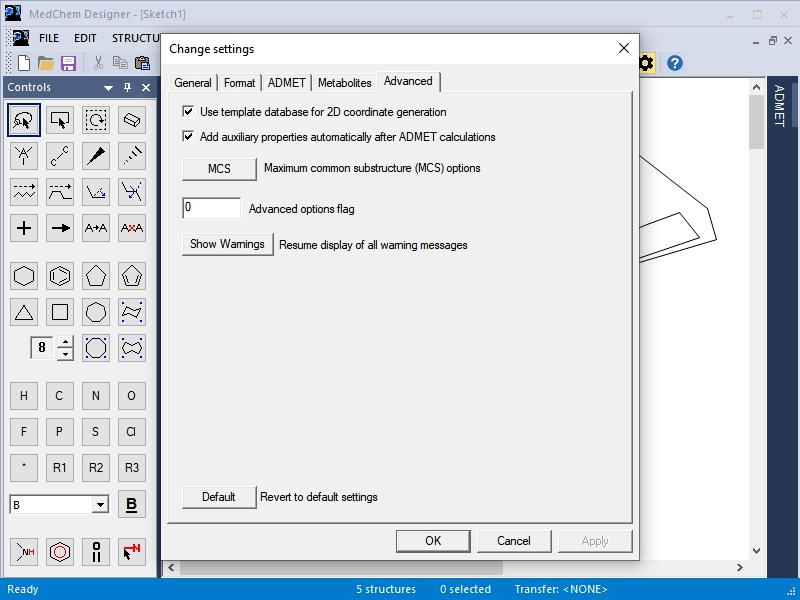 MedChem Designer - [Sketch1]
FILE EDIT STRUCTU
Change settings
General Format ADMET Metabolites Advanced
Use template database for 2D coordinate generation
Add auxiliary properties automatically after ADMET calculations
MCS Maximum common substructure (MCS) options
0 Advanced options flag
Show Warnings Resume display of all warning messages
Default Revert to default settings
OK Cancel Apply
Controls
A→A A×A
8
H C N O
F P S Cl
* R1 R2 R3
B B
NH N
ADMET
Ready 5 structures 0 selected Transfer: <NONE>